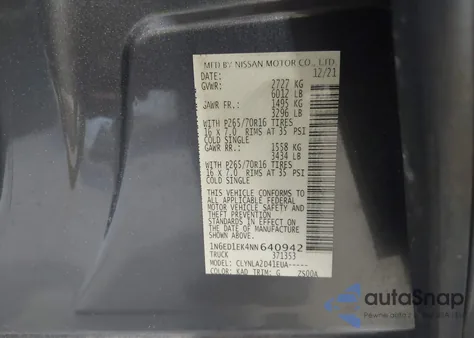 MFD BY NISSAN MOTOR CO., LTD.
DATE: 12/21
GVWR: 2727 KG
6012 LB
GAWR FR.: 1495 KG
3296 LB
WITH P265/70R16 TIRES
16 X 7.0 RIMS AT 35 PSI
COLD SINGLE
GAWR RR.: 1558 KG
3434 LB
WITH P265/70R16 TIRES
16 X 7.0 RIMS AT 35 PSI
COLD SINGLE
THIS VEHICLE CONFORMS TO
ALL APPLICABLE FEDERAL
MOTOR VEHICLE SAFETY AND
THEFT PREVENTION
STANDARDS IN EFFECT ON
THE DATE OF MANUFACTURE
SHOWN ABOVE.
1N6ED1EK4NN640942
TRUCK 371353
MODEL: CLYNLA2D41EUA-----
COLOR: KAD TRIM: G ZS00A
autoSnap